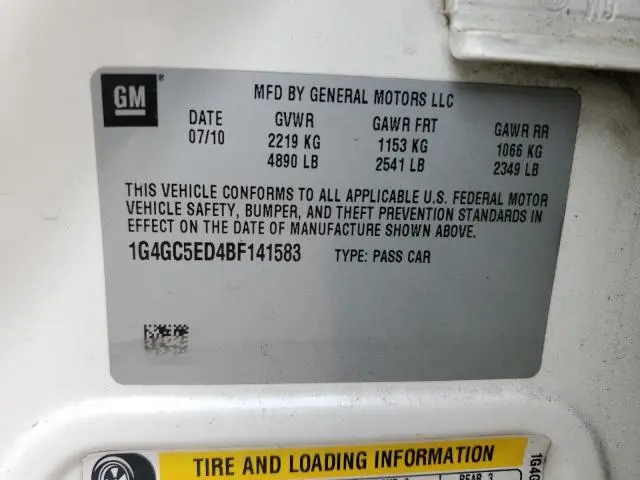 GM®
MFD BY GENERAL MOTORS LLC
DATE GVWR GAWR FRT GAWR RR
07/10 2219 KG 1153 KG 1066 KG
4890 LB 2541 LB 2349 LB
THIS VEHICLE CONFORMS TO ALL APPLICABLE U.S. FEDERAL MOTOR
VEHICLE SAFETY, BUMPER, AND THEFT PREVENTION STANDARDS IN
EFFECT ON THE DATE OF MANUFACTURE SHOWN ABOVE.
1G4GC5ED4BF141583 TYPE: PASS CAR
TIRE AND LOADING INFORMATION
REAR 3
1G4G